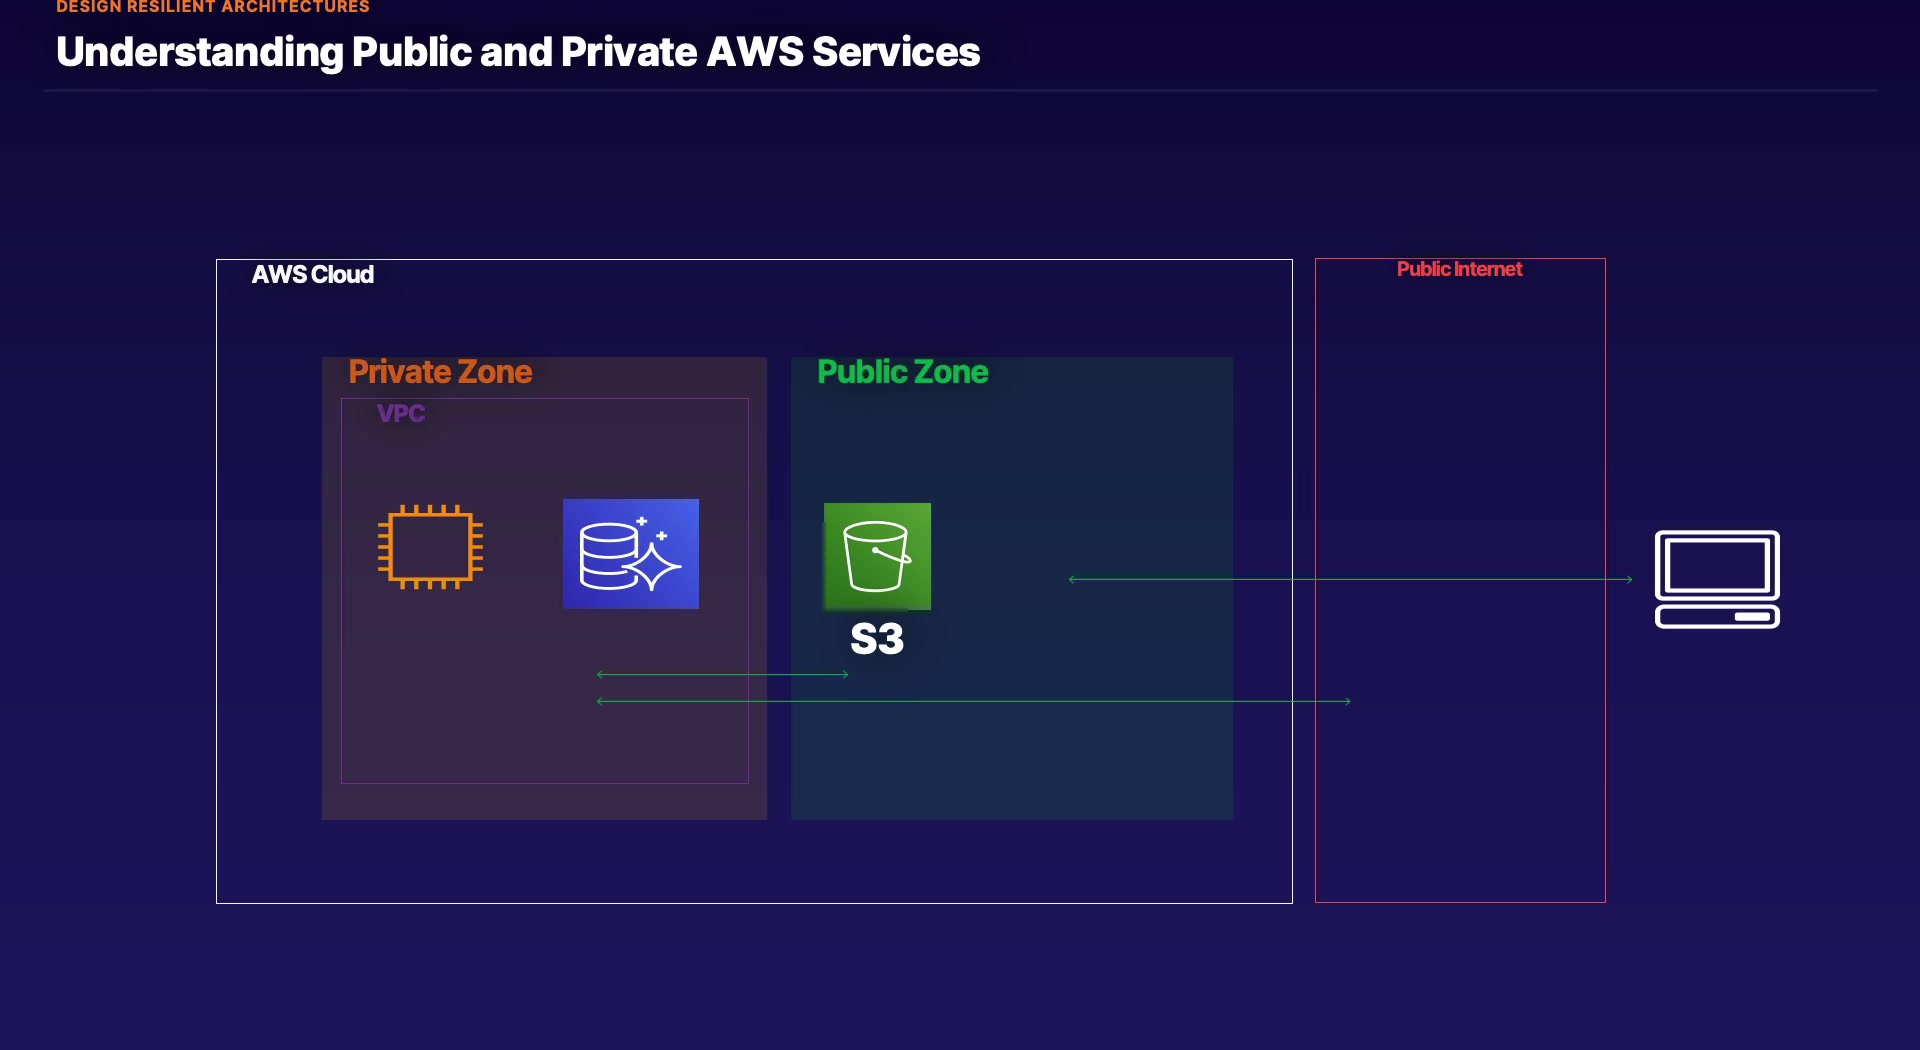 DESIGN RESILIENT ARCHITECTURES
Understanding Public and Private AWS Services
AWS Cloud
Public Internet
Private Zone
Public Zone
VPC
S3